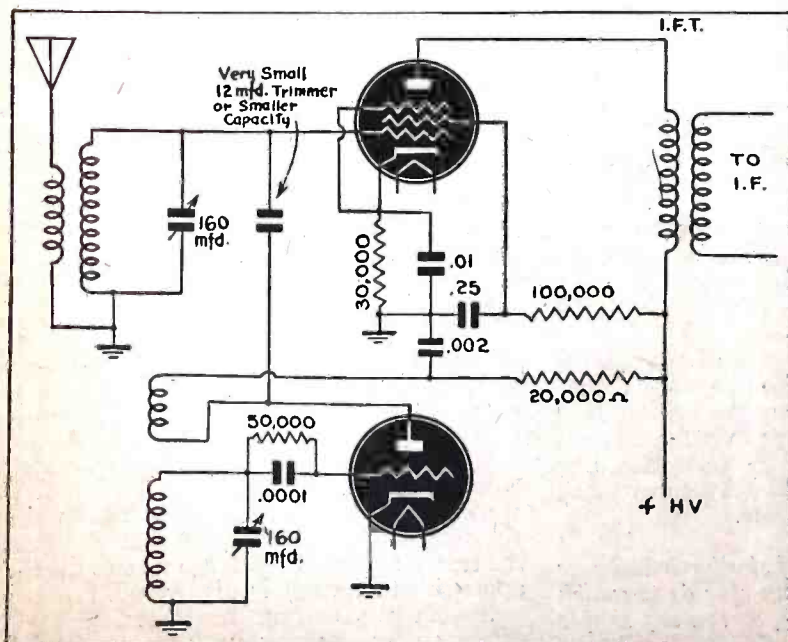 I.F.T.
Very Small
12 mfd. Trimmer
or Smaller
Capacity
160
mfd.
TO
I.F.
30,000
.01
.25
100,000
.002
20,000Ω
50,000
.0001
160
mfd.
+ HV